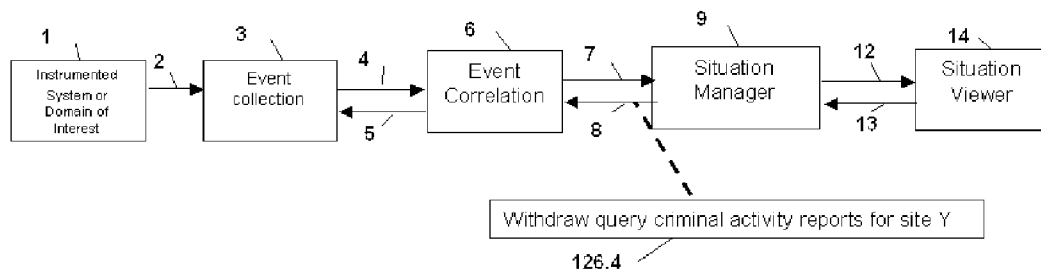 1
2
3
4
5
6
7
8
9
12
13
14
Instrumented
System or
Domain of
Interest
Event
collection
Event
Correlation
Situation
Manager
Situation
Viewer
Withdraw query criminal activity reports for site Y
126.4